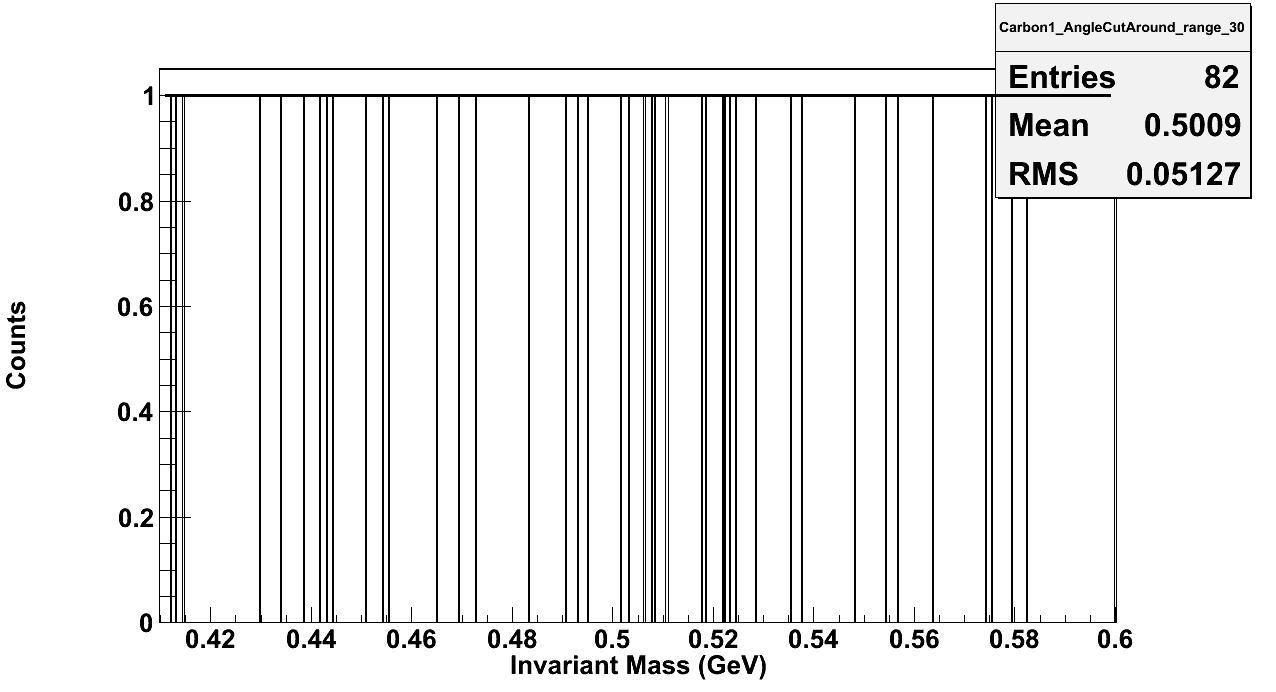 Carbon1_AngleCutAround_range_30
Entries 82
Mean 0.5009
RMS 0.05127
1
0.8
0.6
0.4
0.2
0
Counts
0.42 0.44 0.46 0.48 0.5 0.52 0.54 0.56 0.58 0.6
Invariant Mass (GeV)